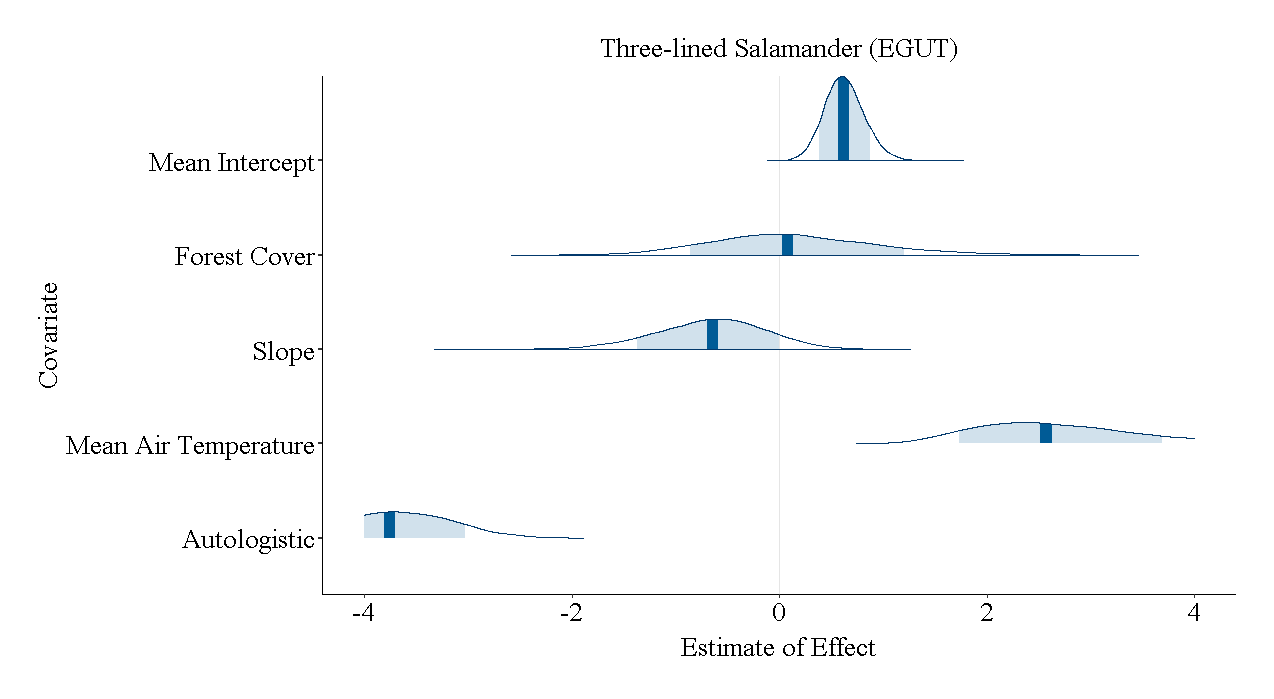 Three-lined Salamander (EGUT)
Mean Intercept
Forest Cover
Slope
Mean Air Temperature
Autologistic
Covariate
-4 -2 0 2 4
Estimate of Effect